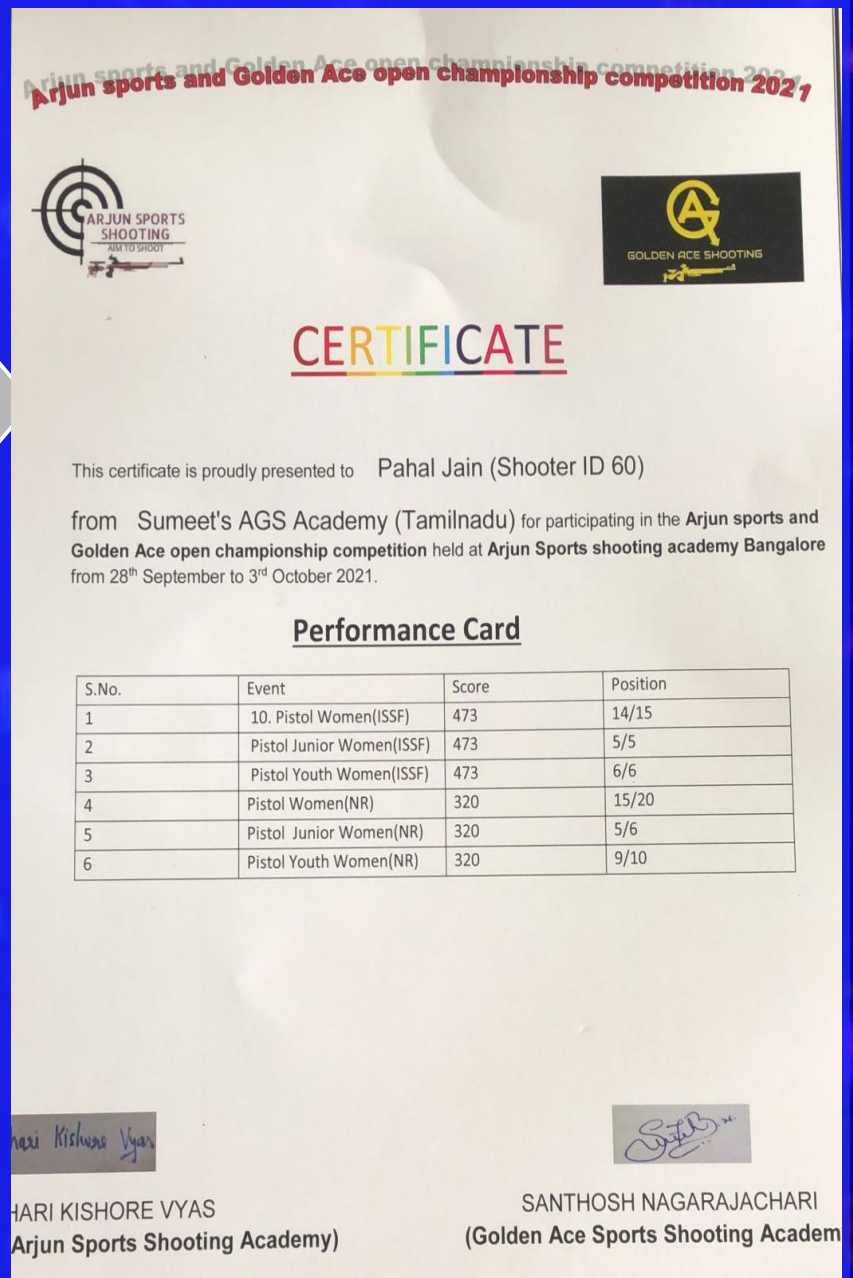 Arjun sports and Golden Ace open championship competition 2021
ARJUN SPORTS
SHOOTING
AIM TO SHOOT
GOLDEN ACE SHOOTING
CERTIFICATE
This certificate is proudly presented to Pahal Jain (Shooter ID 60)
from Sumeet's AGS Academy (Tamilnadu) for participating in the Arjun sports and
Golden Ace open championship competition held at Arjun Sports shooting academy Bangalore
from 28th September to 3rd October 2021.
Performance Card
S.No. Event Score Position
1 10. Pistol Women(ISSF) 473 14/15
2 Pistol Junior Women(ISSF) 473 5/5
3 Pistol Youth Women(ISSF) 473 6/6
4 Pistol Women(NR) 320 15/20
5 Pistol Junior Women(NR) 320 5/6
6 Pistol Youth Women(NR) 320 9/10
hari Kishore Vyas
HARI KISHORE VYAS
SANTHOSH NAGARAJACHARI
Arjun Sports Shooting Academy)
(Golden Ace Sports Shooting Academ